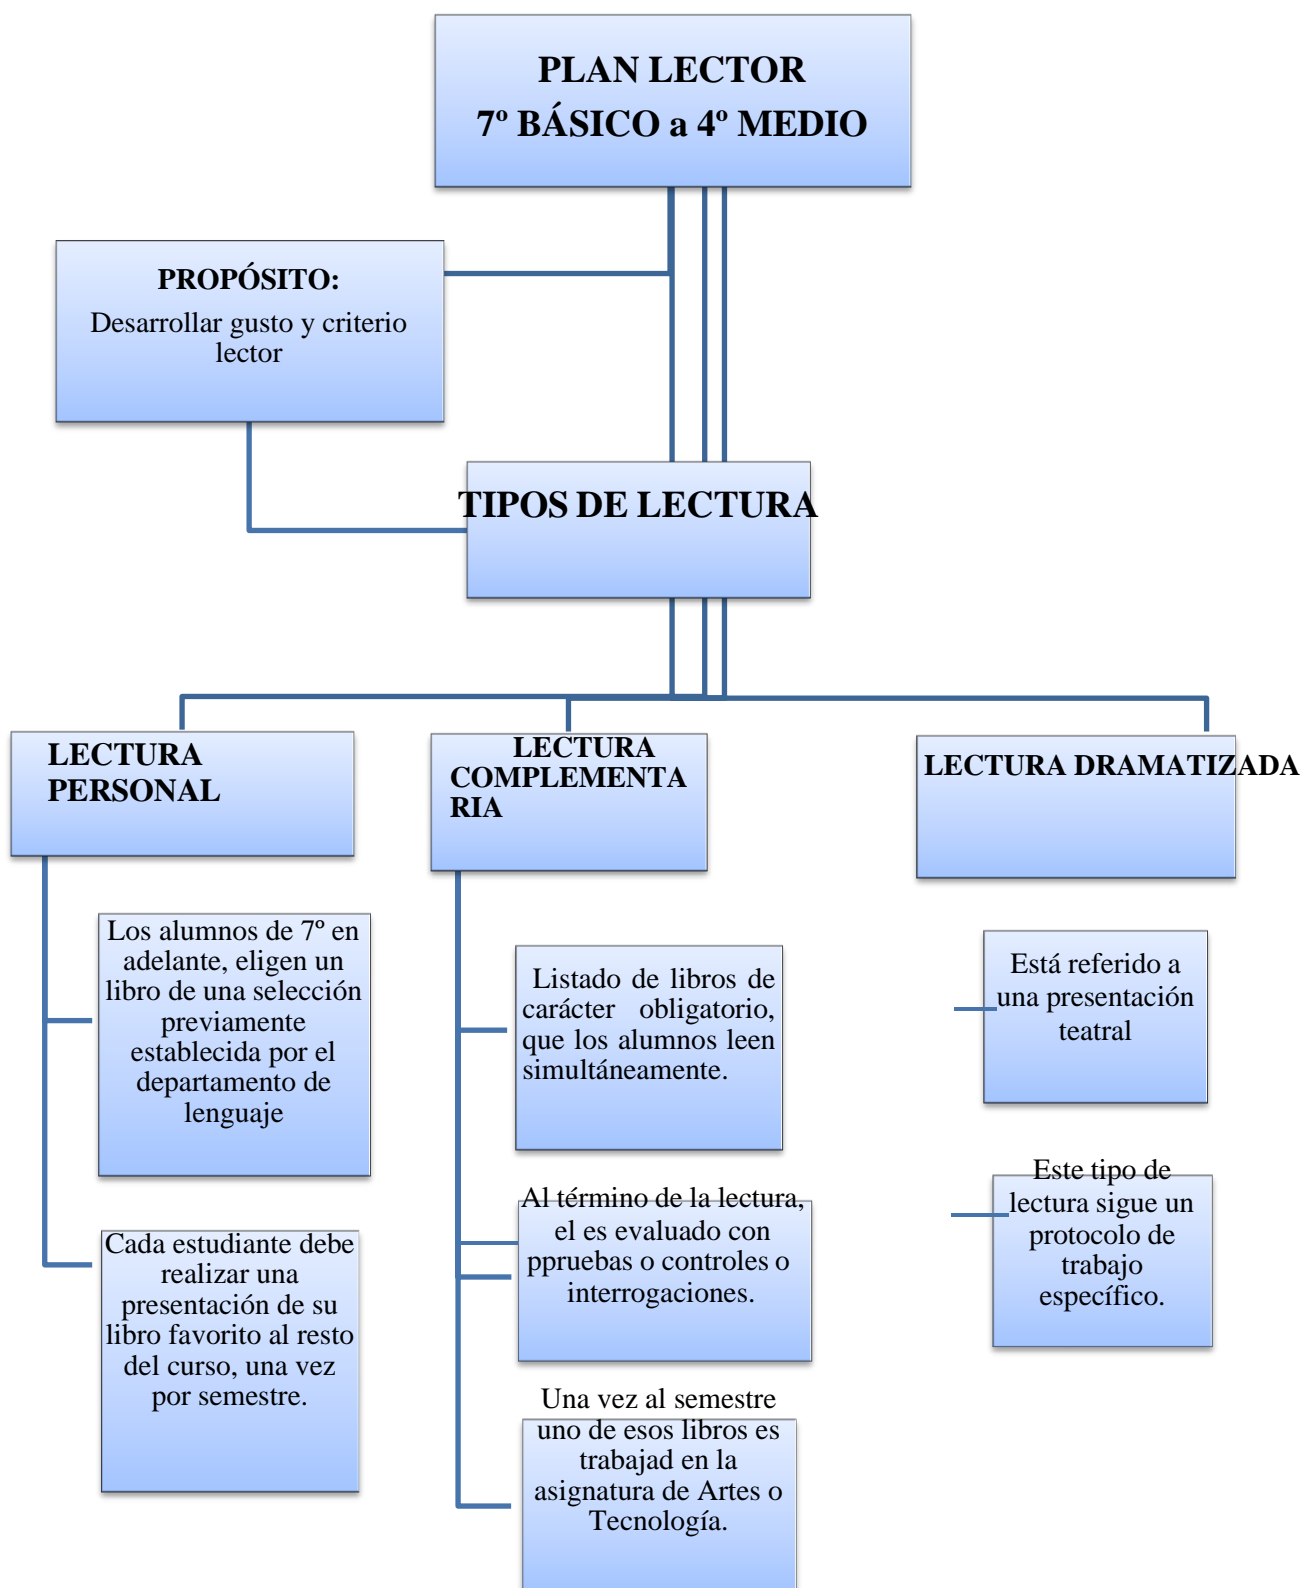 PLAN LECTOR
7º BÁSICO a 4º MEDIO
PROPÓSITO:
Desarrollar gusto y criterio
lector
TIPOS DE LECTURA
LECTURA
PERSONAL
Los alumnos de 7º en
adelante, eligen un
libro de una selección
previamente
establecida por el
departamento de
lenguaje
Cada estudiante debe
realizar una
presentación de su
libro favorito al resto
del curso, una vez
por semestre.
LECTURA
COMPLEMENTA
RIA
Listado de libros de
carácter obligatorio,
que los alumnos leen
simultáneamente.
Al término de la lectura,
el es evaluado con
ppruebas o controles o
interrogaciones.
Una vez al semestre
uno de esos libros es
trabajad en la
asignatura de Artes o
Tecnología.
LECTURA DRAMATIZADA
Está referido a
una presentación
teatral
Este tipo de
lectura sigue un
protocolo de
trabajo
específico.